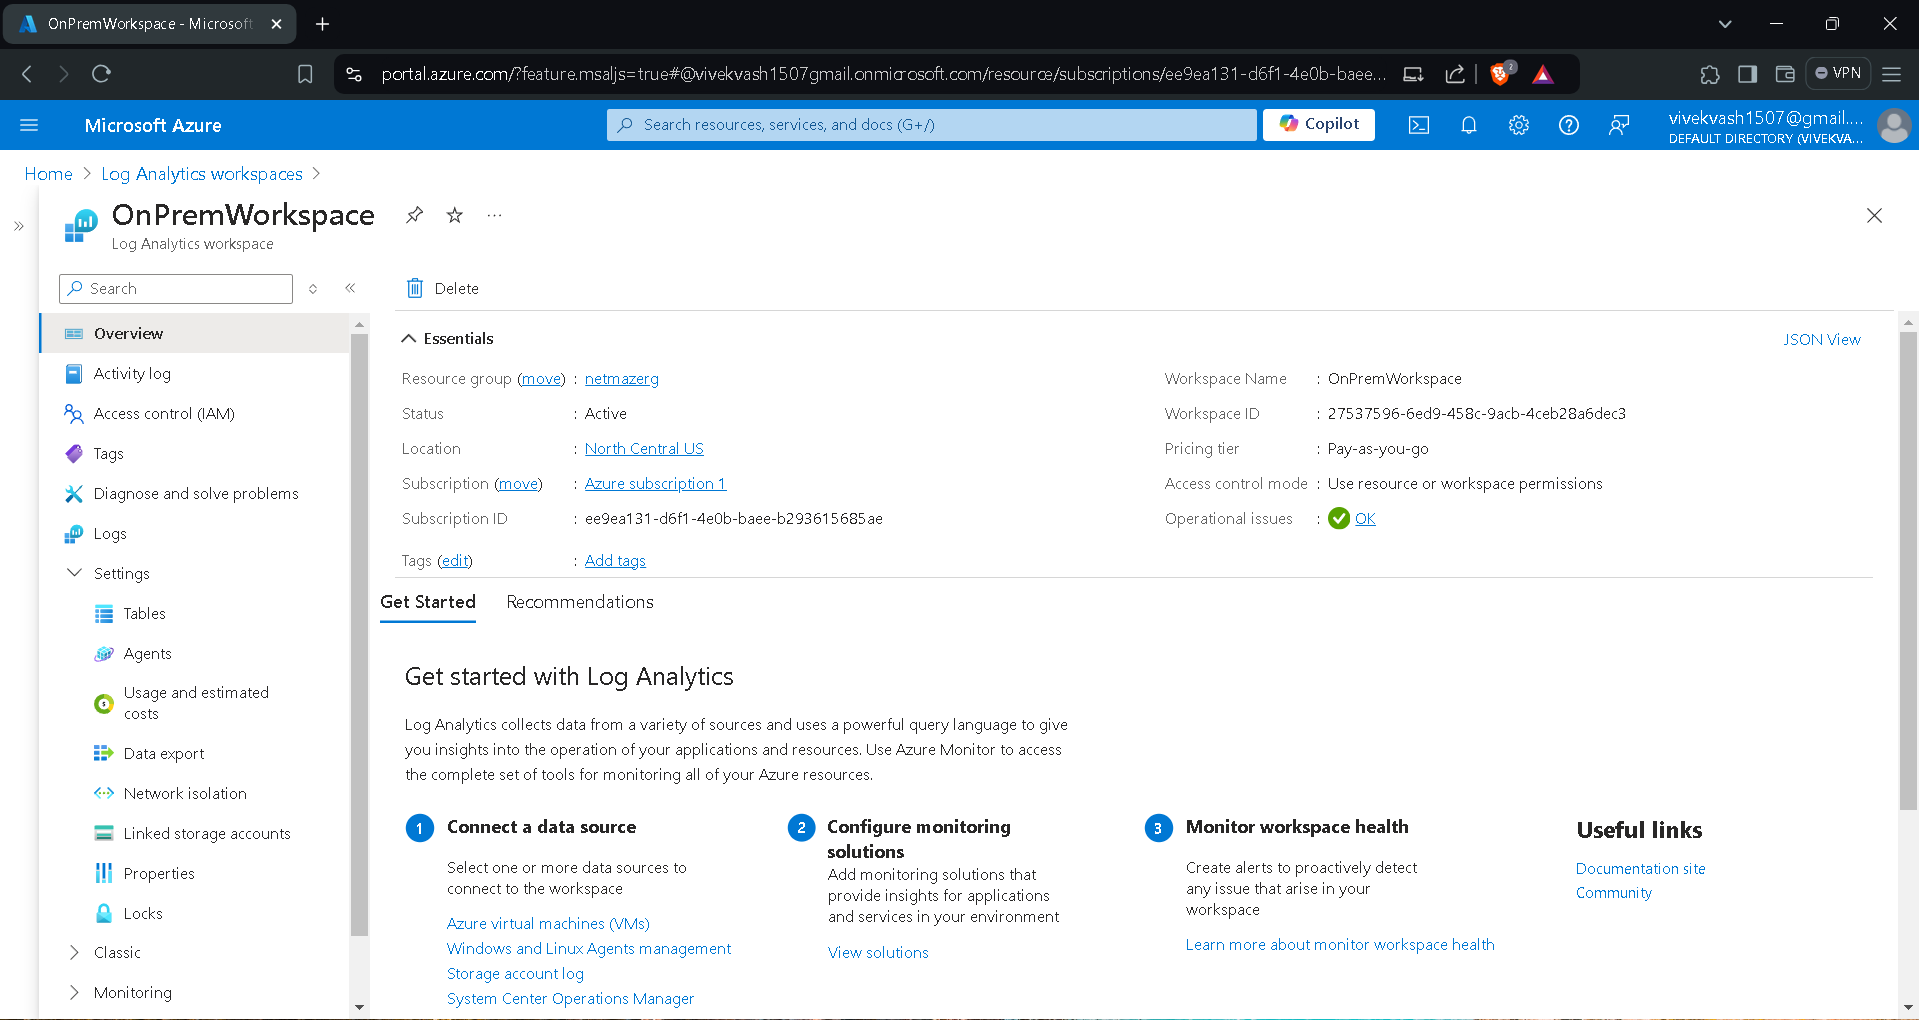 OnPremWorkspace - Microsoft
portal.azure.com/?feature.msaljs=true#@vivekvash1507gmail.onmicrosoft.com/resource/subscriptions/ee9ea131-d6f1-4e0b-baee...
2
VPN
Microsoft Azure
Search resources, services, and docs (G+/)
Copilot
vivekvash1507@gmail....
DEFAULT DIRECTORY (VIVEKVA...
Home > Log Analytics workspaces >
OnPremWorkspace
Log Analytics workspace
Search
Overview
Activity log
Access control (IAM)
Tags
Diagnose and solve problems
Logs
Settings
Tables
Agents
Usage and estimated
costs
Data export
Network isolation
Linked storage accounts
Properties
Locks
Classic
Monitoring
Delete
Essentials
JSON View
Resource group (move) : netmazerg
Status : Active
Location : North Central US
Subscription (move) : Azure subscription 1
Subscription ID : ee9ea131-d6f1-4e0b-baee-b293615685ae
Tags (edit) : Add tags
Workspace Name : OnPremWorkspace
Workspace ID : 27537596-6ed9-458c-9acb-4ceb28a6dec3
Pricing tier : Pay-as-you-go
Access control mode : Use resource or workspace permissions
Operational issues : OK
Get Started
Recommendations
Get started with Log Analytics
Log Analytics collects data from a variety of sources and uses a powerful query language to give
you insights into the operation of your applications and resources. Use Azure Monitor to access
the complete set of tools for monitoring all of your Azure resources.
1 Connect a data source
Select one or more data sources to
connect to the workspace
Azure virtual machines (VMs)
Windows and Linux Agents management
Storage account log
System Center Operations Manager
2 Configure monitoring
solutions
Add monitoring solutions that
provide insights for applications
and services in your environment
View solutions
3 Monitor workspace health
Create alerts to proactively detect
any issue that arise in your
workspace
Learn more about monitor workspace health
Useful links
Documentation site
Community